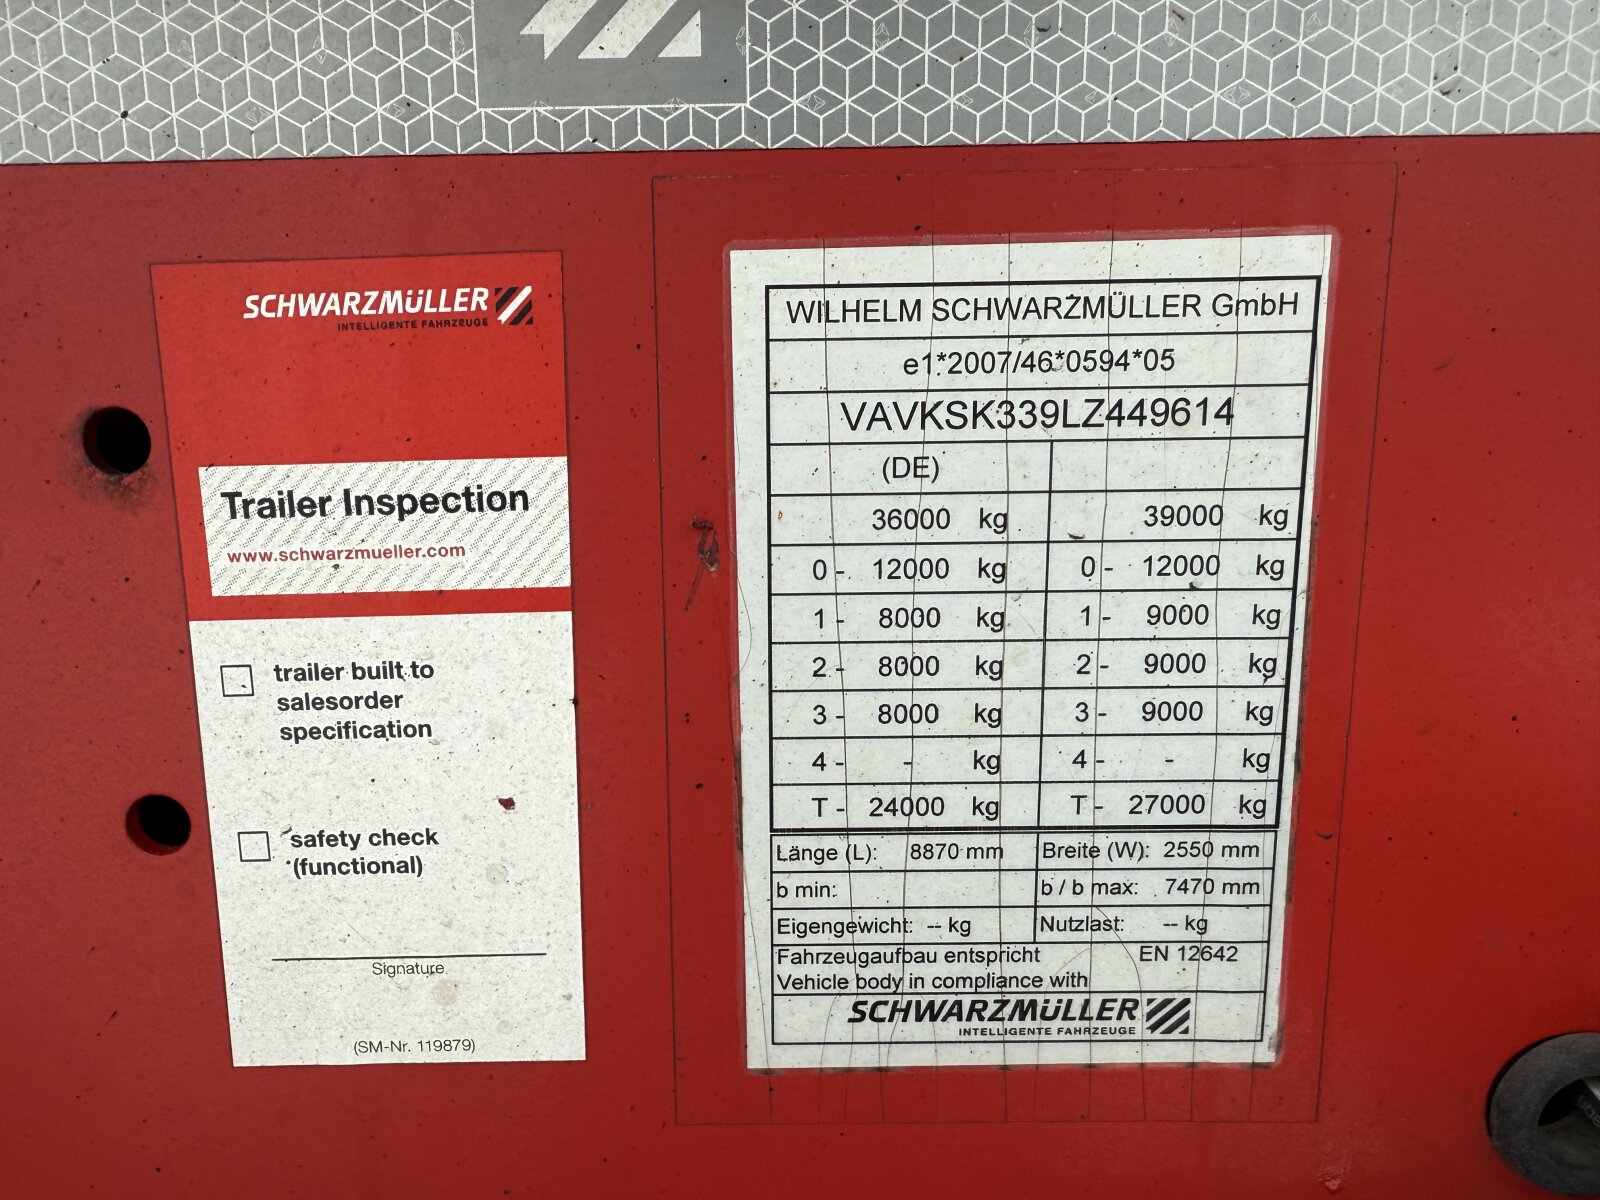 SCHWARZMÜLLER
INTELLIGENTE FAHRZEUGE
Trailer Inspection
www.schwarzmueller.com
trailer built to
salesorder
specification
safety check
(functional)
Signature
(SM-Nr. 119879)
WILHELM SCHWARZMÜLLER GmbH
e1*2007/46*0594*05
VAVKSK339LZ449614
(DE)
36000 kg 39000 kg
0 - 12000 kg 0 - 12000 kg
1 - 8000 kg 1 - 9000 kg
2 - 8000 kg 2 - 9000 kg
3 - 8000 kg 3 - 9000 kg
4 - - kg 4 - - kg
T - 24000 kg T - 27000 kg
Länge (L): 8870 mm Breite (W): 2550 mm
b min: b / b max: 7470 mm
Eigengewicht: -- kg Nutzlast: -- kg
Fahrzeugaufbau entspricht EN 12642
Vehicle body in compliance with
SCHWARZMÜLLER
INTELLIGENTE FAHRZEUGE